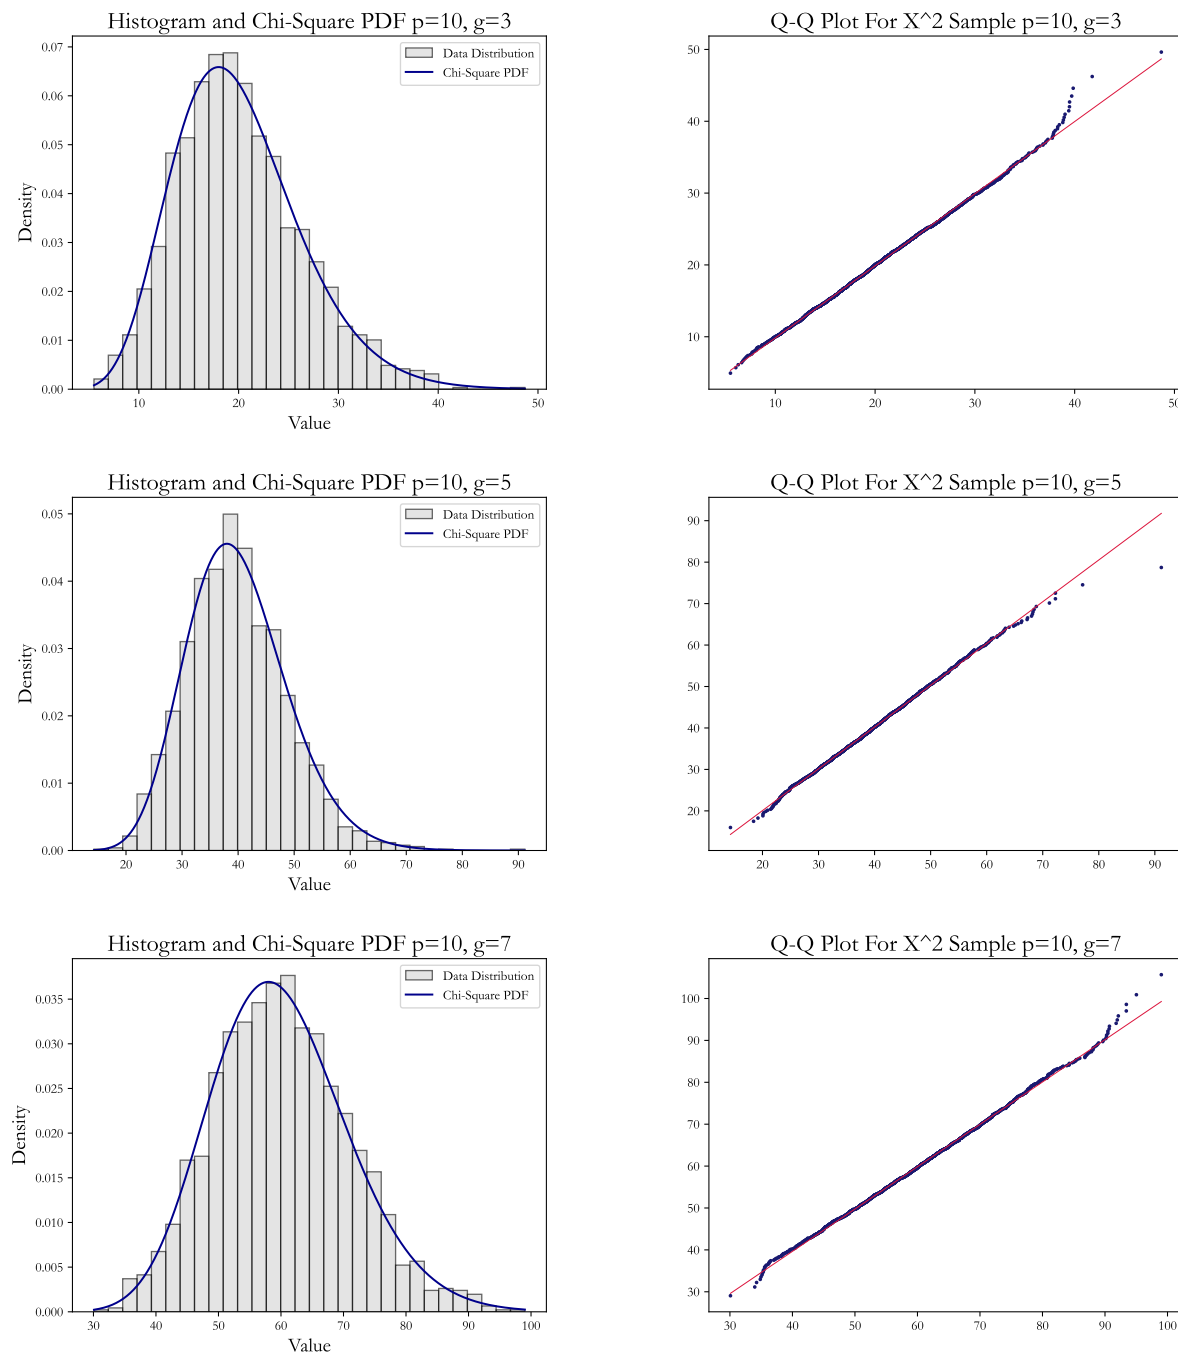 Histogram and Chi-Square PDF p=10, g=3
Data Distribution
Chi-Square PDF
Density
0.07
0.06
0.05
0.04
0.03
0.02
0.01
0.00
10 20 30 40 50
Value
Q-Q Plot For X^2 Sample p=10, g=3
50
40
30
20
10
10 20 30 40 50
Histogram and Chi-Square PDF p=10, g=5
Data Distribution
Chi-Square PDF
Density
0.05
0.04
0.03
0.02
0.01
0.00
20 30 40 50 60 70 80 90
Value
Q-Q Plot For X^2 Sample p=10, g=5
90
80
70
60
50
40
30
20
20 30 40 50 60 70 80 90
Histogram and Chi-Square PDF p=10, g=7
Data Distribution
Chi-Square PDF
Density
0.035
0.030
0.025
0.020
0.015
0.010
0.005
0.000
30 40 50 60 70 80 90 100
Value
Q-Q Plot For X^2 Sample p=10, g=7
100
90
80
70
60
50
40
30
30 40 50 60 70 80 90 100